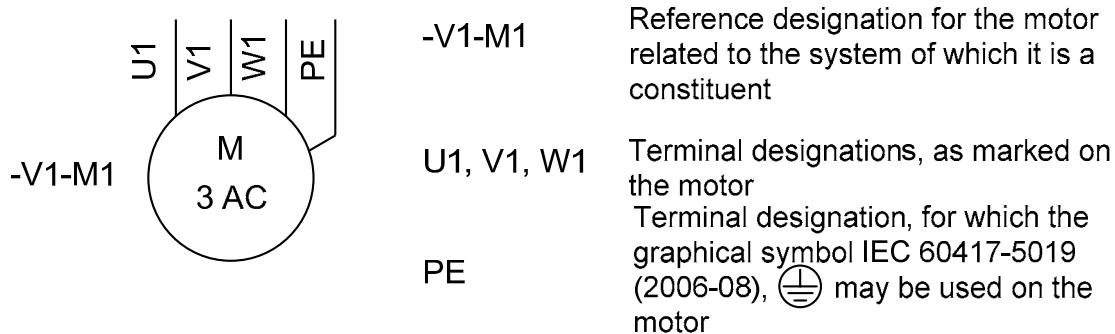 U1
V1
W1
PE
M
3 AC
-V1-M1
-V1-M1
Reference designation for the motor
related to the system of which it is a
constituent
U1, V1, W1
Terminal designations, as marked on
the motor
PE
Terminal designation, for which the
graphical symbol IEC 60417-5019
(2006-08), may be used on the
motor